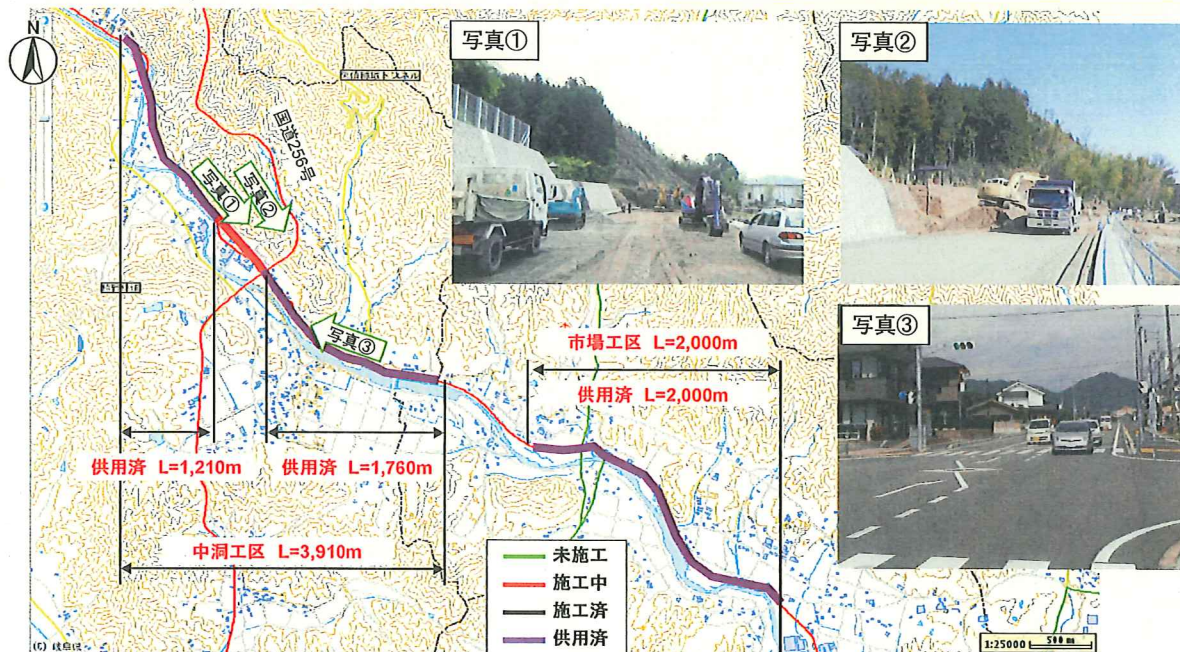 N
写真①
写真②
国道256号
写真①
写真②
写真③
写真③
市場工区 L=2,000m
供用済 L=2,000m
供用済 L=1,210m
供用済 L=1,760m
中洞工区 L=3,910m
未施工
施工中
施工済
供用済
1:25000
500 m